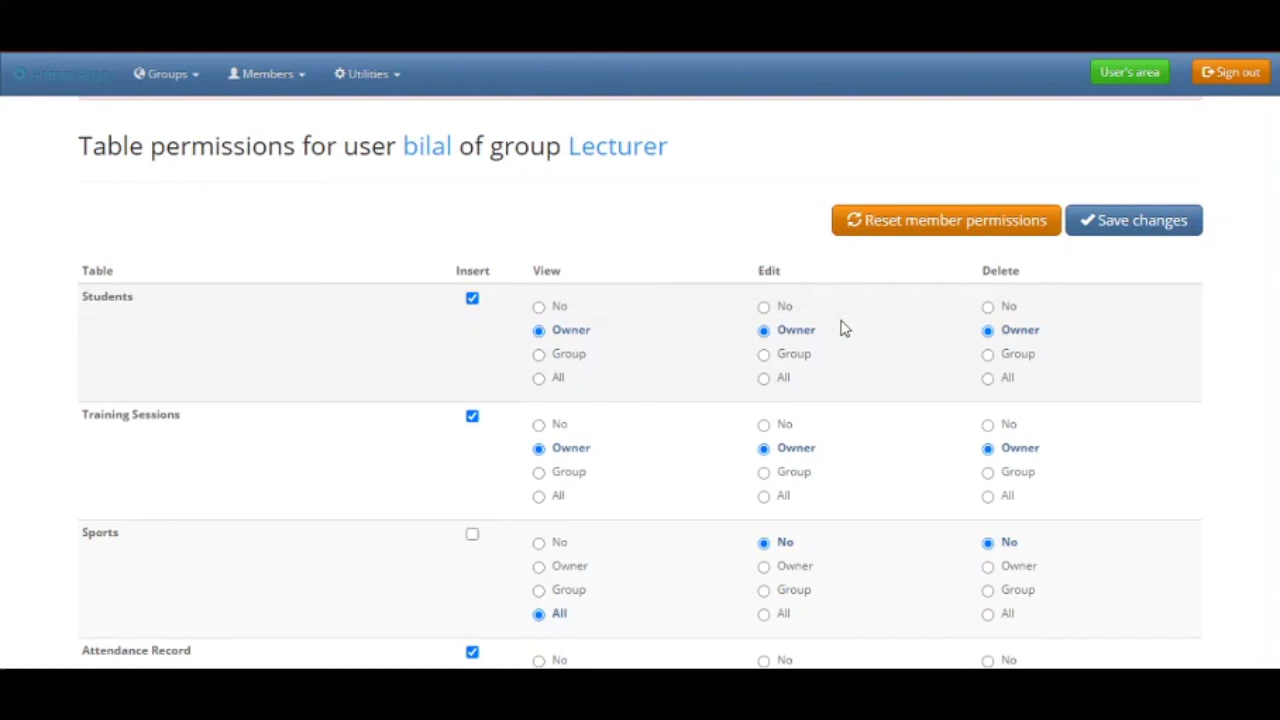 Admin Area Groups Members Utilities User's area Sign out
Table permissions for user bilal of group Lecturer
Reset member permissions Save changes
Table Insert View Edit Delete
Students
No No No
Owner Owner Owner
Group Group Group
All All All
Training Sessions
No No No
Owner Owner Owner
Group Group Group
All All All
Sports
No No No
Owner Owner Owner
Group Group Group
All All All
Attendance Record
No No No